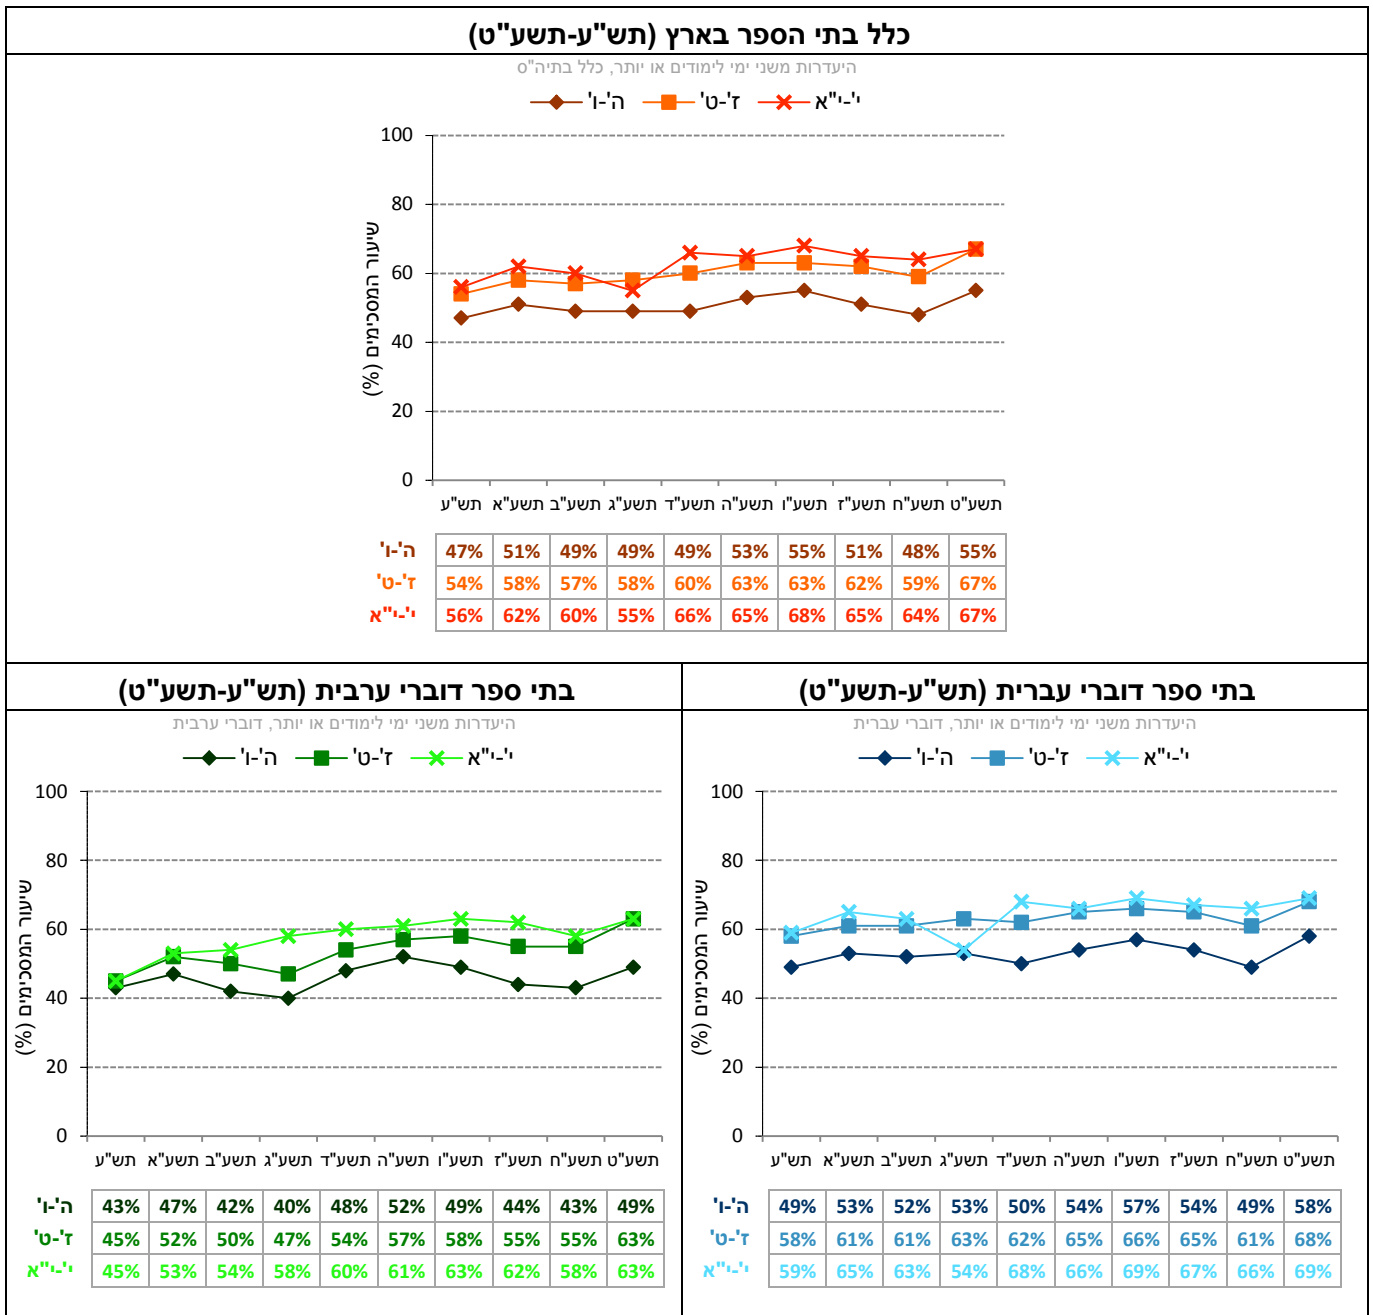 כלל בתי הספר בארץ (תש"ע-תשע"ט)
היעדרות משני ימי לימודים או יותר, כלל בתיה"ס
ה'-ו' ז'-ט' י'-י"א
שיעור המסכימים (%)
100
80
60
40
20
0
תש"ע תשע"א תשע"ב תשע"ג תשע"ד תשע"ה תשע"ו תשע"ז תשע"ח תשע"ט
ה'-ו' 47% 51% 49% 49% 49% 53% 55% 51% 48% 55%
ז'-ט' 54% 58% 57% 58% 60% 63% 63% 62% 59% 67%
י'-י"א 56% 62% 60% 55% 66% 65% 68% 65% 64% 67%
בתי ספר דוברי עברית (תש"ע-תשע"ט)
היעדרות משני ימי לימודים או יותר, דוברי עברית
ה'-ו' ז'-ט' י'-י"א
שיעור המסכימים (%)
100
80
60
40
20
0
תש"ע תשע"א תשע"ב תשע"ג תשע"ד תשע"ה תשע"ו תשע"ז תשע"ח תשע"ט
ה'-ו' 49% 53% 52% 53% 50% 54% 57% 54% 49% 58%
ז'-ט' 58% 61% 61% 63% 62% 65% 66% 65% 61% 68%
י'-י"א 59% 65% 63% 54% 68% 66% 69% 67% 66% 69%
בתי ספר דוברי ערבית (תש"ע-תשע"ט)
היעדרות משני ימי לימודים או יותר, דוברי ערבית
ה'-ו' ז'-ט' י'-י"א
שיעור המסכימים (%)
100
80
60
40
20
0
תש"ע תשע"א תשע"ב תשע"ג תשע"ד תשע"ה תשע"ו תשע"ז תשע"ח תשע"ט
ה'-ו' 43% 47% 42% 40% 48% 52% 49% 44% 43% 49%
ז'-ט' 45% 52% 50% 47% 54% 57% 58% 55% 55% 63%
י'-י"א 45% 53% 54% 58% 60% 61% 63% 62% 58% 63%